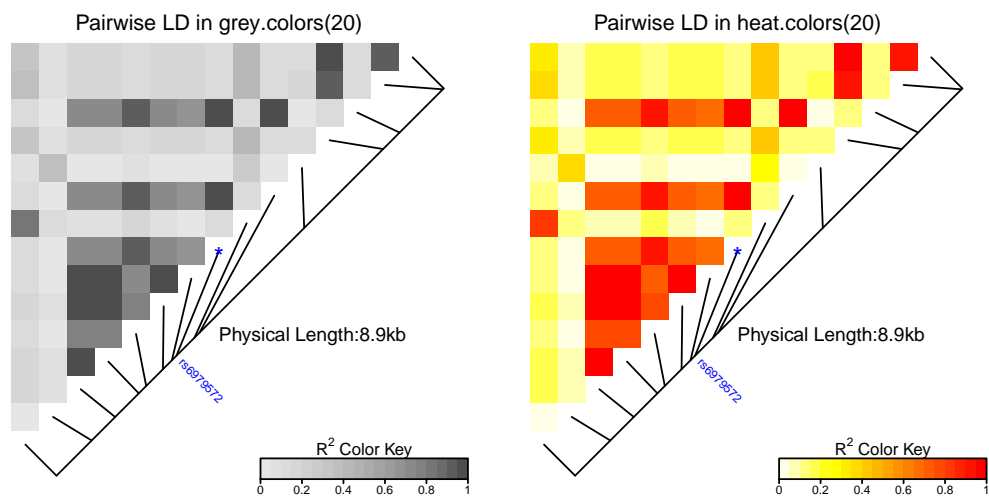 Pairwise LD in grey.colors(20)
*
Physical Length:8.9kb
rs6979572
R² Color Key
0 0.2 0.4 0.6 0.8 1
Pairwise LD in heat.colors(20)
*
Physical Length:8.9kb
rs6979572
R² Color Key
0 0.2 0.4 0.6 0.8 1